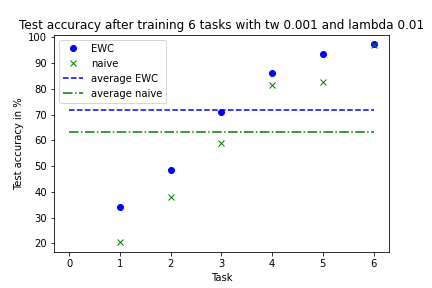 Test accuracy after training 6 tasks with tw 0.001 and lambda 0.01
100
90
80
70
60
50
40
30
20
Test accuracy in %
EWC
naive
average EWC
average naive
0 1 2 3 4 5 6
Task